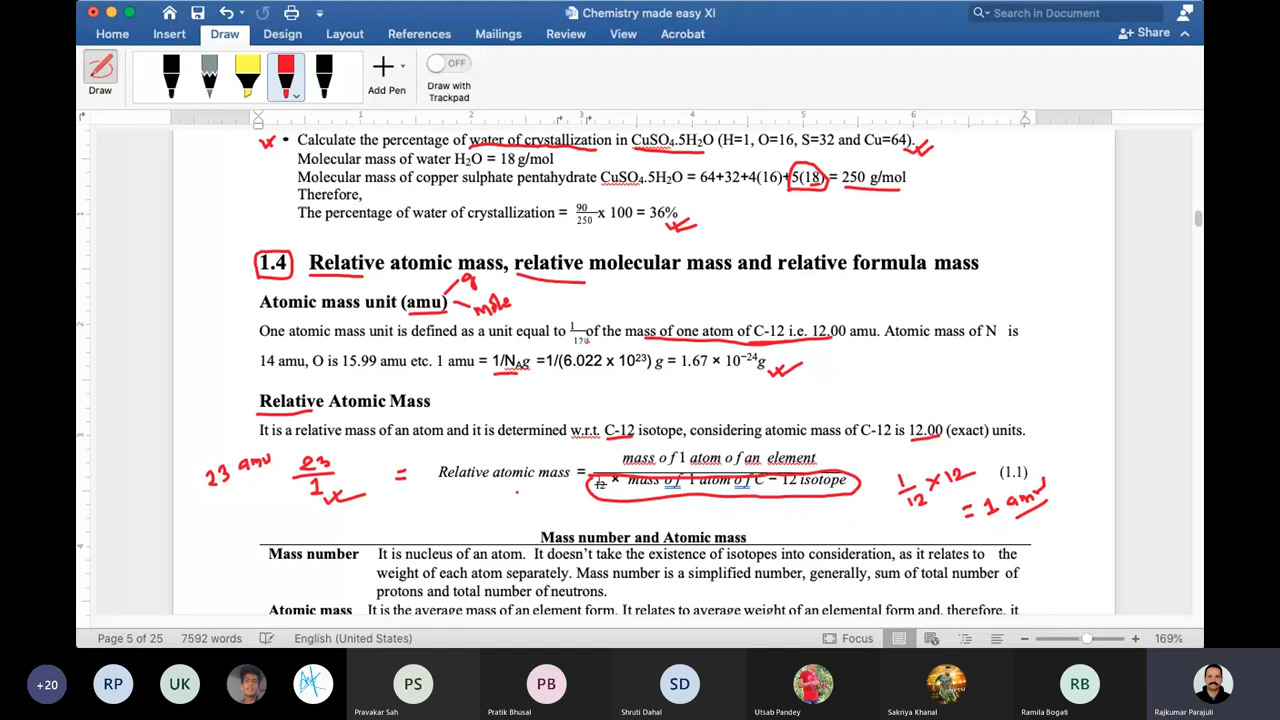 Chemistry made easy XI
Search in Document
Home Insert Draw Design Layout References Mailings Review View Acrobat
Share
OFF
Draw
Add Pen
Draw with
Trackpad
1 2 3 4 5 6 7
• Calculate the percentage of water of crystallization in CuSO₄.5H₂O (H=1, O=16, S=32 and Cu=64).
Molecular mass of water H₂O = 18 g/mol
Molecular mass of copper sulphate pentahydrate CuSO₄.5H₂O = 64+32+4(16)+5(18) = 250 g/mol
Therefore,
The percentage of water of crystallization = 90/250 x 100 = 36%
1.4 Relative atomic mass, relative molecular mass and relative formula mass
g
Atomic mass unit (amu)
mole
One atomic mass unit is defined as a unit equal to 1/12 of the mass of one atom of C-12 i.e. 12.00 amu. Atomic mass of N is
14 amu, O is 15.99 amu etc. 1 amu = 1/N_A g =1/(6.022 x 10²³) g = 1.67 × 10⁻²⁴g
Relative Atomic Mass
It is a relative mass of an atom and it is determined w.r.t. C-12 isotope, considering atomic mass of C-12 is 12.00 (exact) units.
23 amu 23/1 = Relative atomic mass = mass of 1 atom of an element / 1/12 × mass of 1 atom of C − 12 isotope (1.1)
1/12 × 12
= 1 amu
Mass number and Atomic mass
Mass number It is nucleus of an atom. It doesn't take the existence of isotopes into consideration, as it relates to the
weight of each atom separately. Mass number is a simplified number, generally, sum of total number of
protons and total number of neutrons.
Atomic mass It is the average mass of an element form. It relates to average weight of an elemental form and, therefore, it
Page 5 of 25 7592 words English (United States) Focus 169%
+20 RP UK PS PB SD RB
Pravakar Sah Pratik Bhusal Shruti Dahal Utsab Pandey Sakriya Khanal Ramila Bogati Rajkumar Parajuli